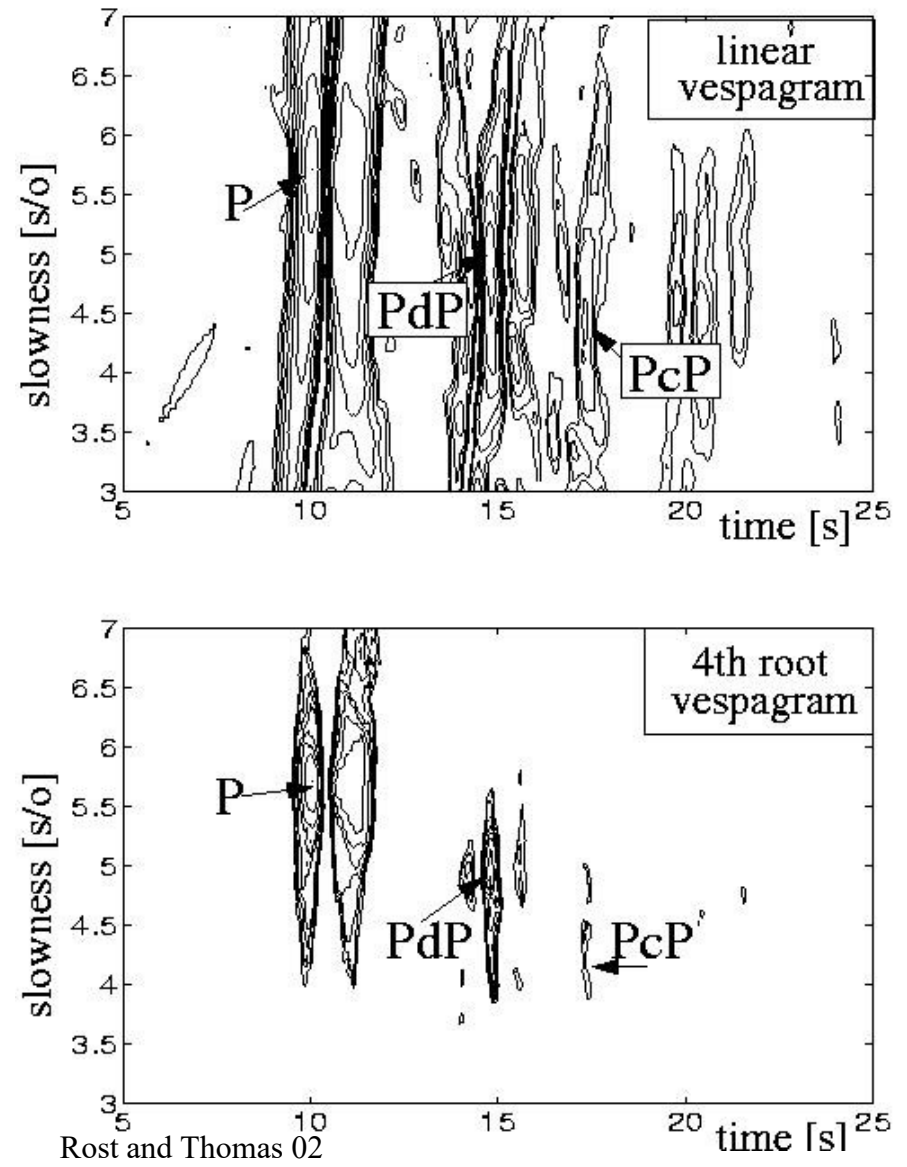 linear
vespagram
slowness [s/o]
7
6.5
6
5.5
5
4.5
4
3.5
3
P
PdP
PcP
5
10
15
20
25
time [s]
4th root
vespagram
slowness [s/o]
7
6.5
6
5.5
5
4.5
4
3.5
3
P
PdP
PcP
5
10
15
20
25
time [s]
Rost and Thomas 02